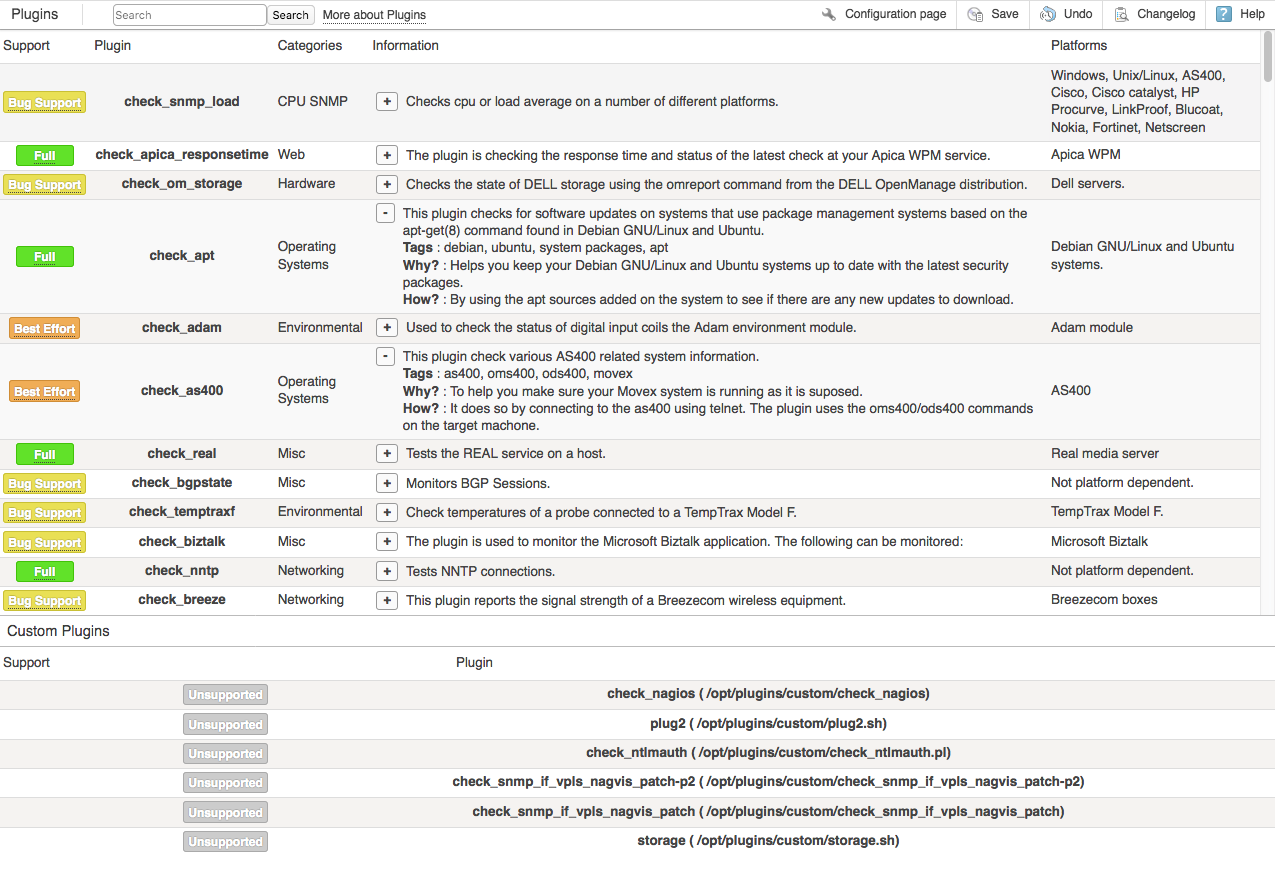 Plugins Search Search More about Plugins Configuration page Save Undo Changelog ? Help
Support Plugin Categories Information Platforms
Bug Support check_snmp_load CPU SNMP + Checks cpu or load average on a number of different platforms.
Windows, Unix/Linux, AS400,
Cisco, Cisco catalyst, HP
Procurve, LinkProof, Blucoat,
Nokia, Fortinet, Netscreen
Full check_apica_responsetime Web + The plugin is checking the response time and status of the latest check at your Apica WPM service. Apica WPM
Bug Support check_om_storage Hardware + Checks the state of DELL storage using the omreport command from the DELL OpenManage distribution. Dell servers.
Full check_apt
Operating
Systems
- This plugin checks for software updates on systems that use package management systems based on the
apt-get(8) command found in Debian GNU/Linux and Ubuntu.
Tags : debian, ubuntu, system packages, apt
Why? : Helps you keep your Debian GNU/Linux and Ubuntu systems up to date with the latest security
packages.
How? : By using the apt sources added on the system to see if there are any new updates to download.
Debian GNU/Linux and Ubuntu
systems.
Best Effort check_adam Environmental + Used to check the status of digital input coils the Adam environment module. Adam module
Best Effort check_as400
Operating
Systems
- This plugin check various AS400 related system information.
Tags : as400, oms400, ods400, movex
Why? : To help you make sure your Movex system is running as it is suposed.
How? : It does so by connecting to the as400 using telnet. The plugin uses the oms400/ods400 commands
on the target machone.
AS400
Full check_real Misc + Tests the REAL service on a host. Real media server
Bug Support check_bgpstate Misc + Monitors BGP Sessions. Not platform dependent.
Bug Support check_temptraxf Environmental + Check temperatures of a probe connected to a TempTrax Model F. TempTrax Model F.
Bug Support check_biztalk Misc + The plugin is used to monitor the Microsoft Biztalk application. The following can be monitored: Microsoft Biztalk
Full check_nntp Networking + Tests NNTP connections. Not platform dependent.
Bug Support check_breeze Networking + This plugin reports the signal strength of a Breezecom wireless equipment. Breezecom boxes
Custom Plugins
Support Plugin
Unsupported check_nagios ( /opt/plugins/custom/check_nagios)
Unsupported plug2 ( /opt/plugins/custom/plug2.sh)
Unsupported check_ntlmauth ( /opt/plugins/custom/check_ntlmauth.pl)
Unsupported check_snmp_if_vpls_nagvis_patch-p2 ( /opt/plugins/custom/check_snmp_if_vpls_nagvis_patch-p2)
Unsupported check_snmp_if_vpls_nagvis_patch ( /opt/plugins/custom/check_snmp_if_vpls_nagvis_patch)
Unsupported storage ( /opt/plugins/custom/storage.sh)